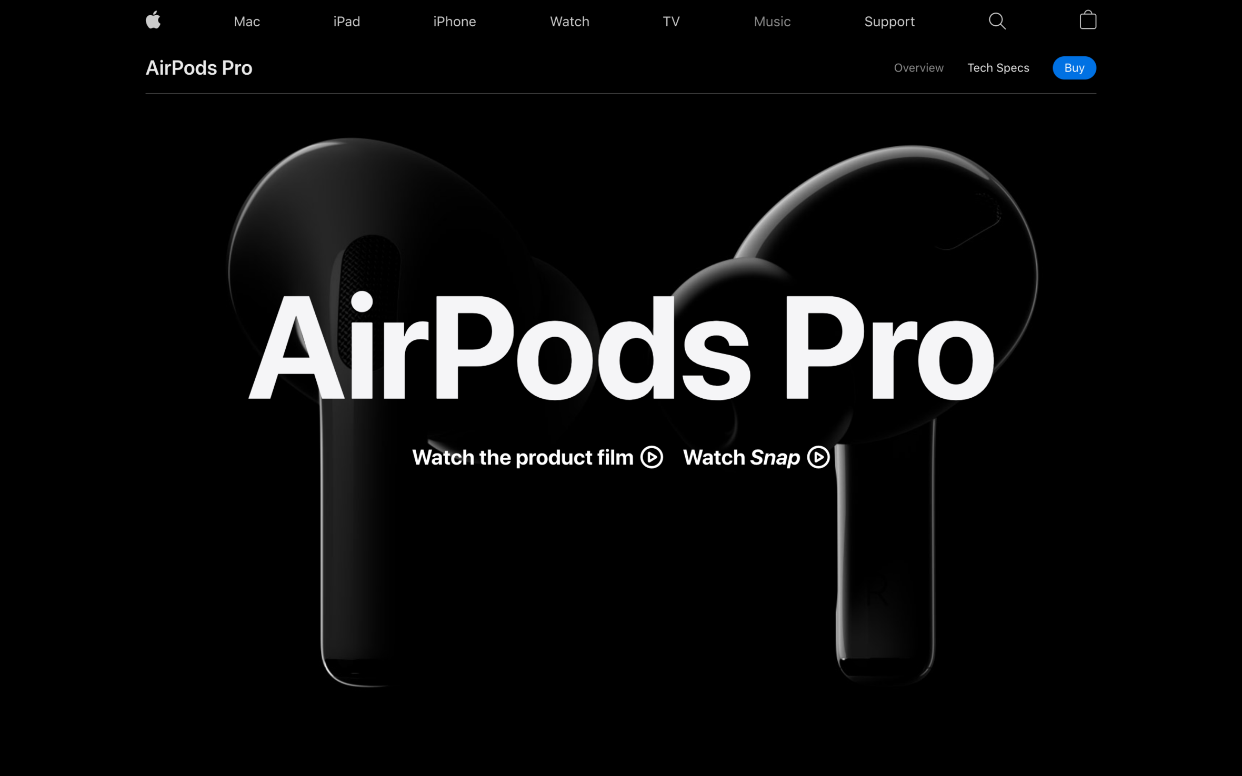 Mac iPad iPhone Watch TV Music Support
AirPods Pro
Overview Tech Specs Buy
AirPods Pro
Watch the product film Watch Snap
R